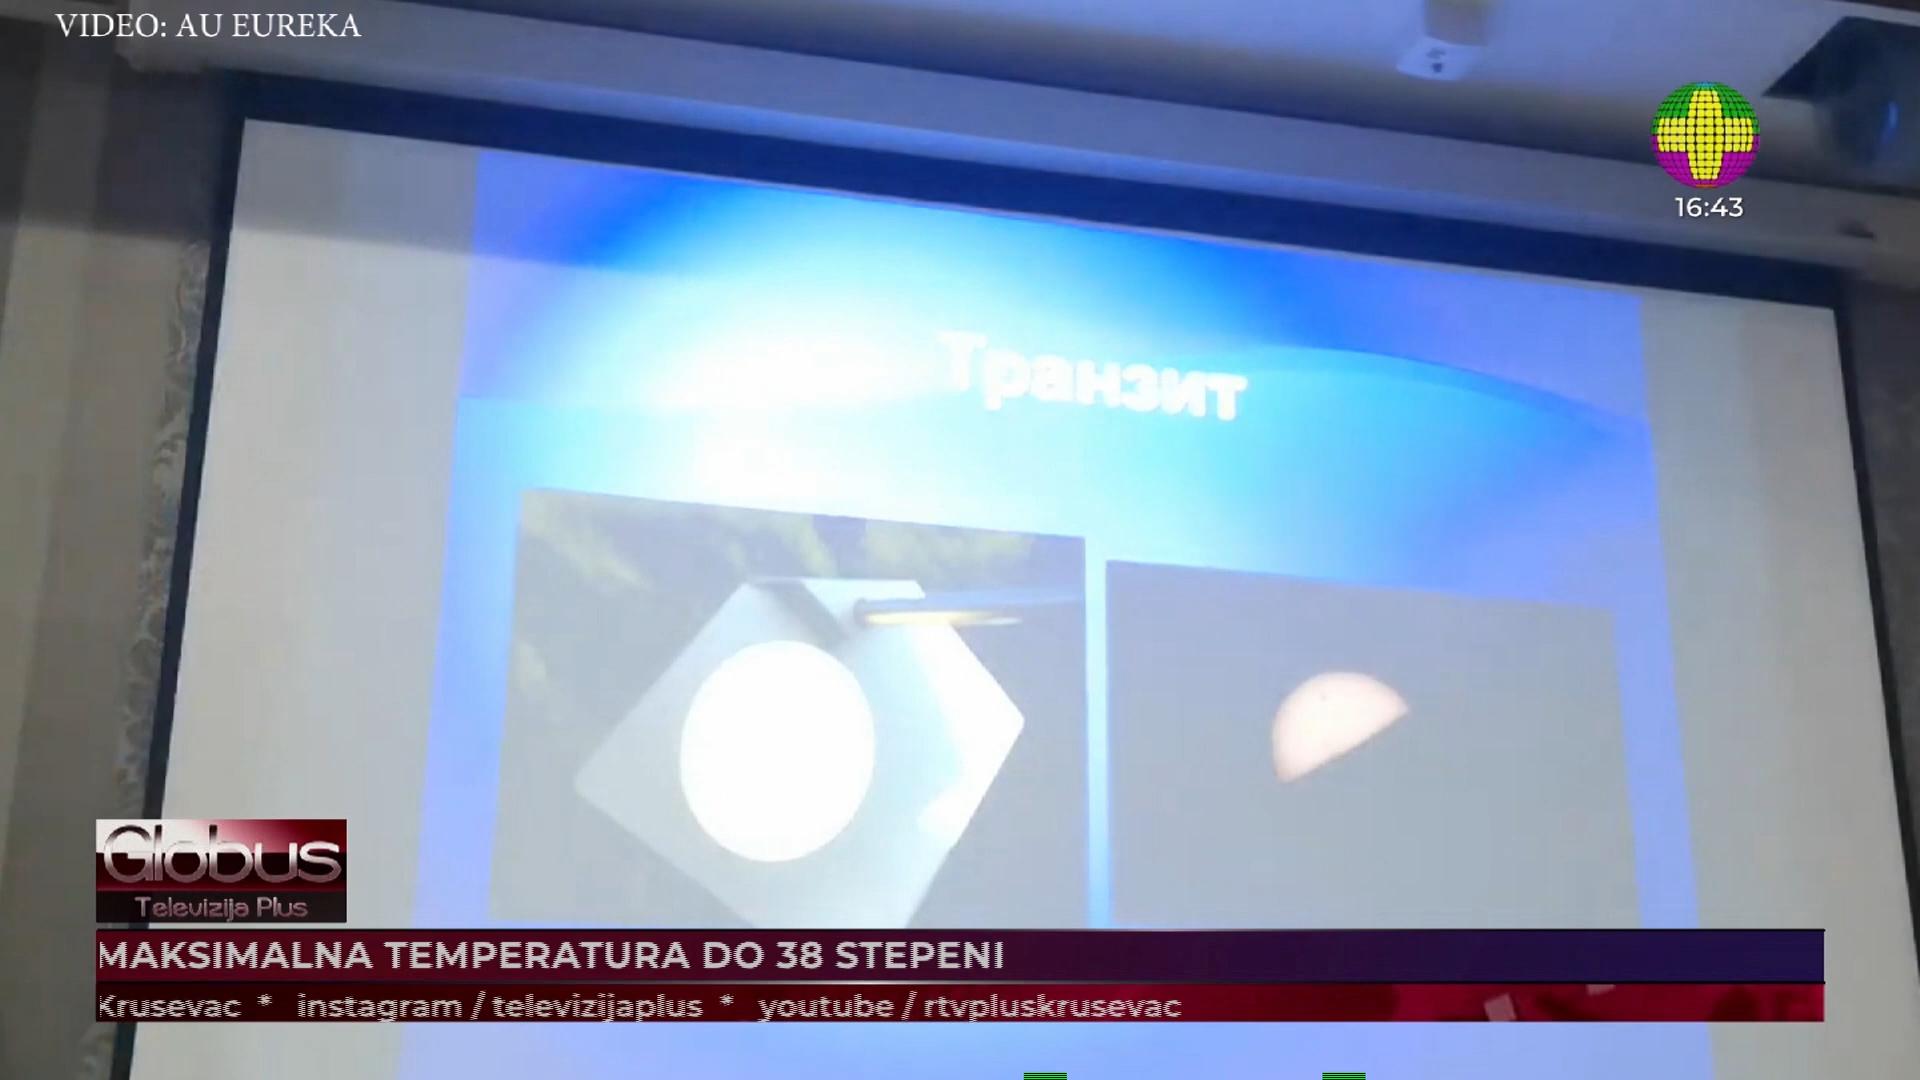 VIDEO: AU EUREKA
16:43
Транзит
Globus
Televizija Plus
MAKSIMALNA TEMPERATURA DO 38 STEPENI
Krusevac * instagram / televizijaplus * youtube / rtvpluskrusevac